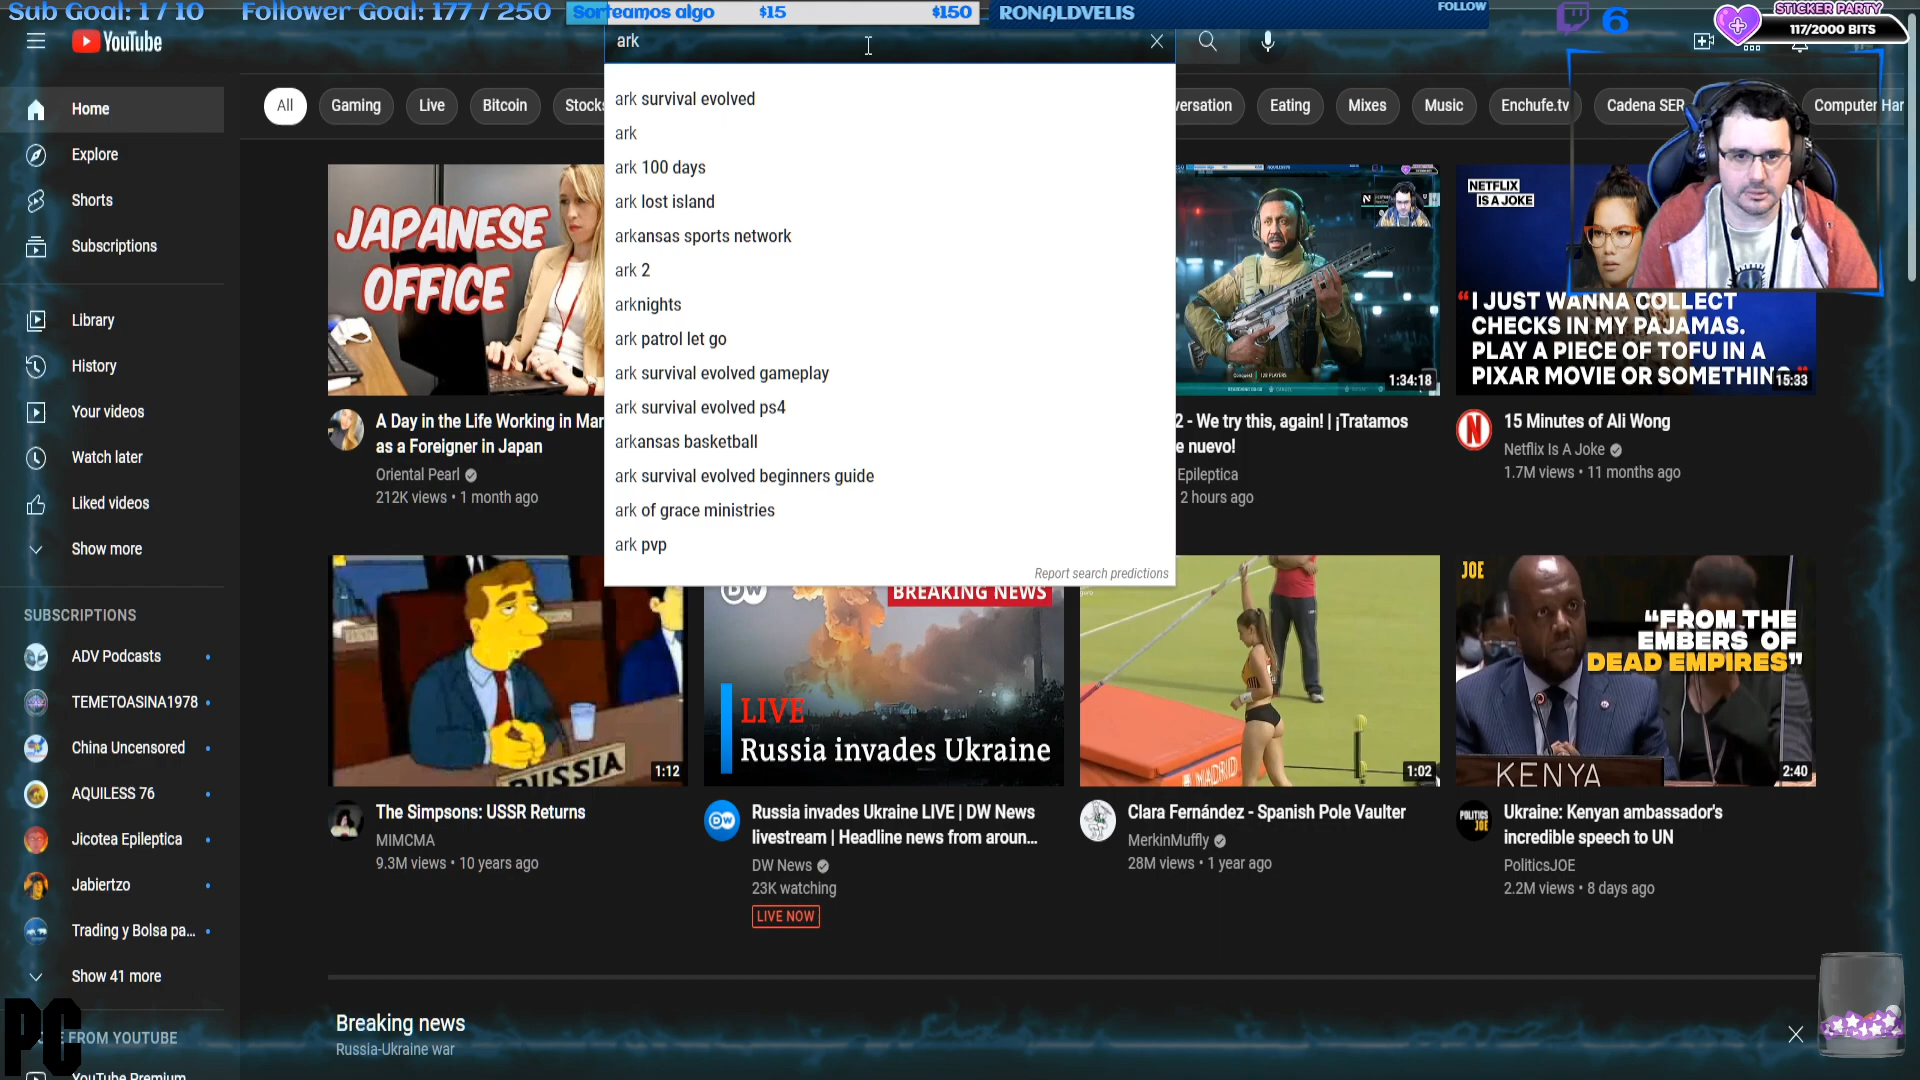 Sub Goal: 1 / 10
Follower Goal: 177 / 250
Sorteamos algo
$15
$150
RONALDVELIS
FOLLOW
6
STICKER PARTY
117/2000 BITS
YouTube
ark
Home
Explore
Shorts
Subscriptions
Library
History
Your videos
Watch later
Liked videos
Show more
SUBSCRIPTIONS
ADV Podcasts
TEMETOASINA1978
China Uncensored
AQUILESS 76
Jicotea Epileptica
Jabiertzo
Trading y Bolsa pa...
Show 41 more
FROM YOUTUBE
YouTube Premium
PC
All
Gaming
Live
Bitcoin
Stocks
versation
Eating
Mixes
Music
Enchufe.tv
Cadena SER
Computer Har
ark survival evolved
ark
ark 100 days
ark lost island
arkansas sports network
ark 2
arknights
ark patrol let go
ark survival evolved gameplay
ark survival evolved ps4
arkansas basketball
ark survival evolved beginners guide
ark of grace ministries
ark pvp
Report search predictions
JAPANESE
OFFICE
A Day in the Life Working in Mar
as a Foreigner in Japan
Oriental Pearl
212K views • 1 month ago
1:34:18
2 - We try this, again! | ¡Tratamos
e nuevo!
Epileptica
2 hours ago
NETFLIX
IS A JOKE
“I JUST WANNA COLLECT
CHECKS IN MY PAJAMAS.
PLAY A PIECE OF TOFU IN A
PIXAR MOVIE OR SOMETHING.”
15:33
15 Minutes of Ali Wong
Netflix Is A Joke
1.7M views • 11 months ago
RUSSIA
1:12
The Simpsons: USSR Returns
MIMCMA
9.3M views • 10 years ago
DW
BREAKING NEWS
LIVE
Russia invades Ukraine
Russia invades Ukraine LIVE | DW News
livestream | Headline news from aroun...
DW News
23K watching
LIVE NOW
MADRID
1:02
Clara Fernández - Spanish Pole Vaulter
MerkinMuffly
28M views • 1 year ago
JOE
“FROM THE
EMBERS OF
DEAD EMPIRES”
KENYA
2:40
POLITICS
JOE
Ukraine: Kenyan ambassador's
incredible speech to UN
PoliticsJOE
2.2M views • 8 days ago
Breaking news
Russia-Ukraine war